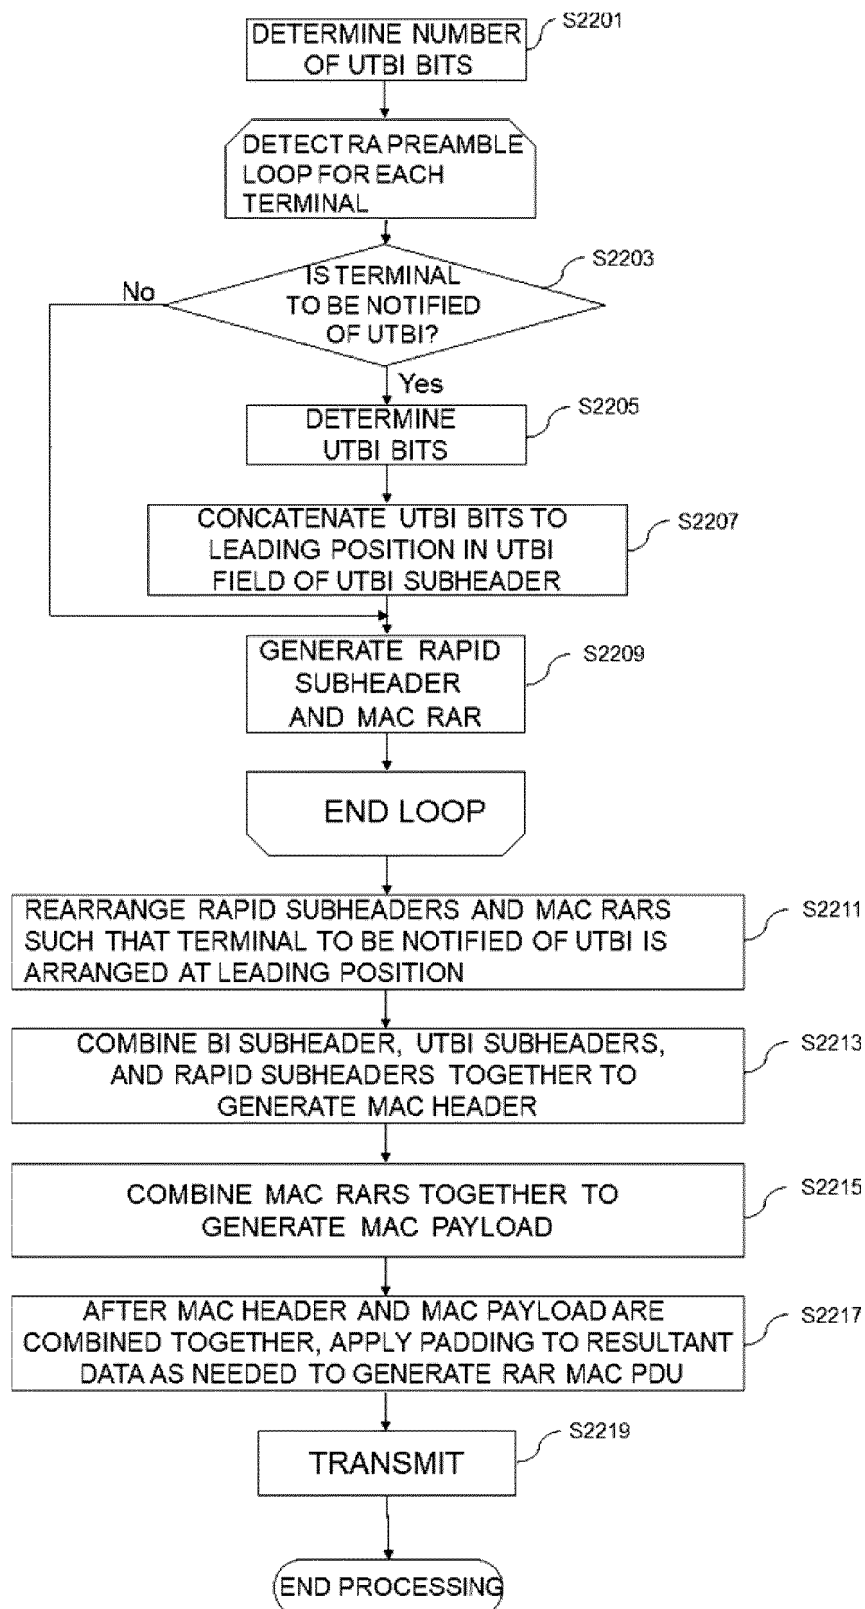 DETERMINE NUMBER
OF UTBI BITS
S2201
DETECT RA PREAMBLE
LOOP FOR EACH
TERMINAL
IS TERMINAL
TO BE NOTIFIED
OF UTBI?
S2203
No
Yes
DETERMINE
UTBI BITS
S2205
CONCATENATE UTBI BITS TO
LEADING POSITION IN UTBI
FIELD OF UTBI SUBHEADER
S2207
GENERATE RAPID
SUBHEADER
AND MAC RAR
S2209
END LOOP
REARRANGE RAPID SUBHEADERS AND MAC RARS
SUCH THAT TERMINAL TO BE NOTIFIED OF UTBI IS
ARRANGED AT LEADING POSITION
S2211
COMBINE BI SUBHEADER, UTBI SUBHEADERS,
AND RAPID SUBHEADERS TOGETHER TO
GENERATE MAC HEADER
S2213
COMBINE MAC RARS TOGETHER TO
GENERATE MAC PAYLOAD
S2215
AFTER MAC HEADER AND MAC PAYLOAD ARE
COMBINED TOGETHER, APPLY PADDING TO RESULTANT
DATA AS NEEDED TO GENERATE RAR MAC PDU
S2217
TRANSMIT
S2219
END PROCESSING